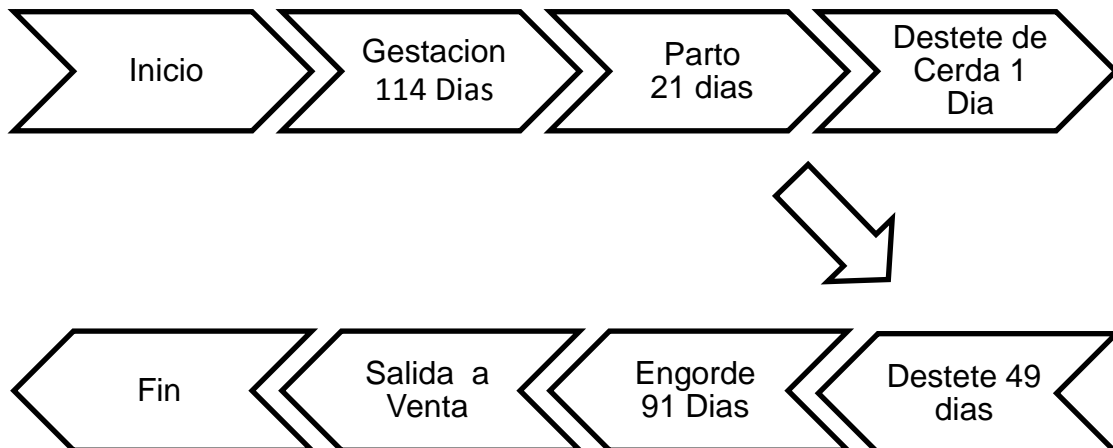 Inicio
Gestacion
114 Dias
Parto
21 dias
Destete de
Cerda 1
Dia
Destete 49
dias
Engorde
91 Dias
Salida a
Venta
Fin